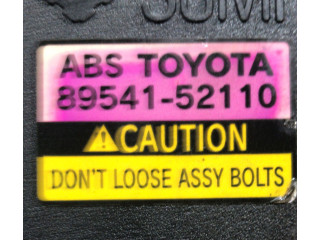 ABS TOYOTA
89541-52110
CAUTION
DON'T LOOSE ASSY BOLTS